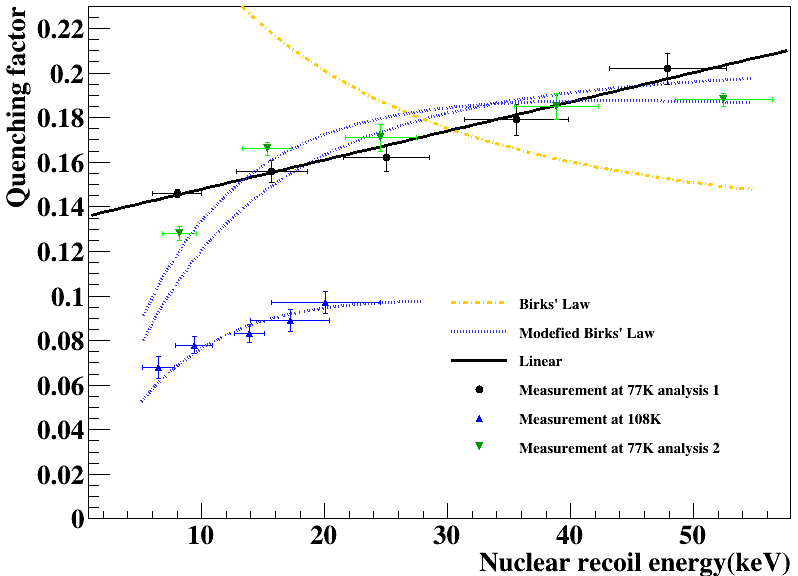 Quenching factor
0.22
0.2
0.18
0.16
0.14
0.12
0.1
0.08
0.06
0.04
0.02
0
10
20
30
40
50
Nuclear recoil energy(keV)
Birks' Law
Modefied Birks' Law
Linear
Measurement at 77K analysis 1
Measurement at 108K
Measurement at 77K analysis 2